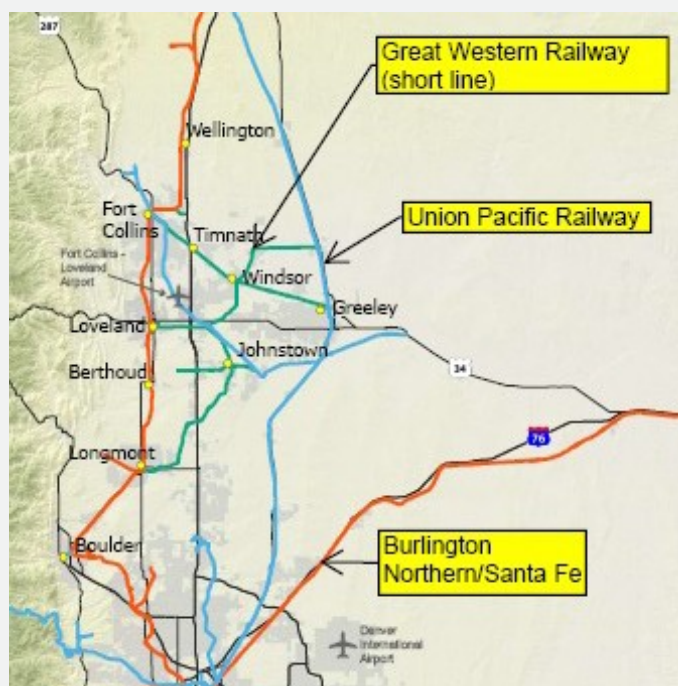 287
Great Western Railway
(short line)
Wellington
Fort
Collins
Union Pacific Railway
Timnath
Fort Collins -
Loveland
Airport
Windsor
Greeley
Loveland
Johnstown
Berthoud
34
76
Longmont
Boulder
Burlington
Northern/Santa Fe
Denver
International
Airport